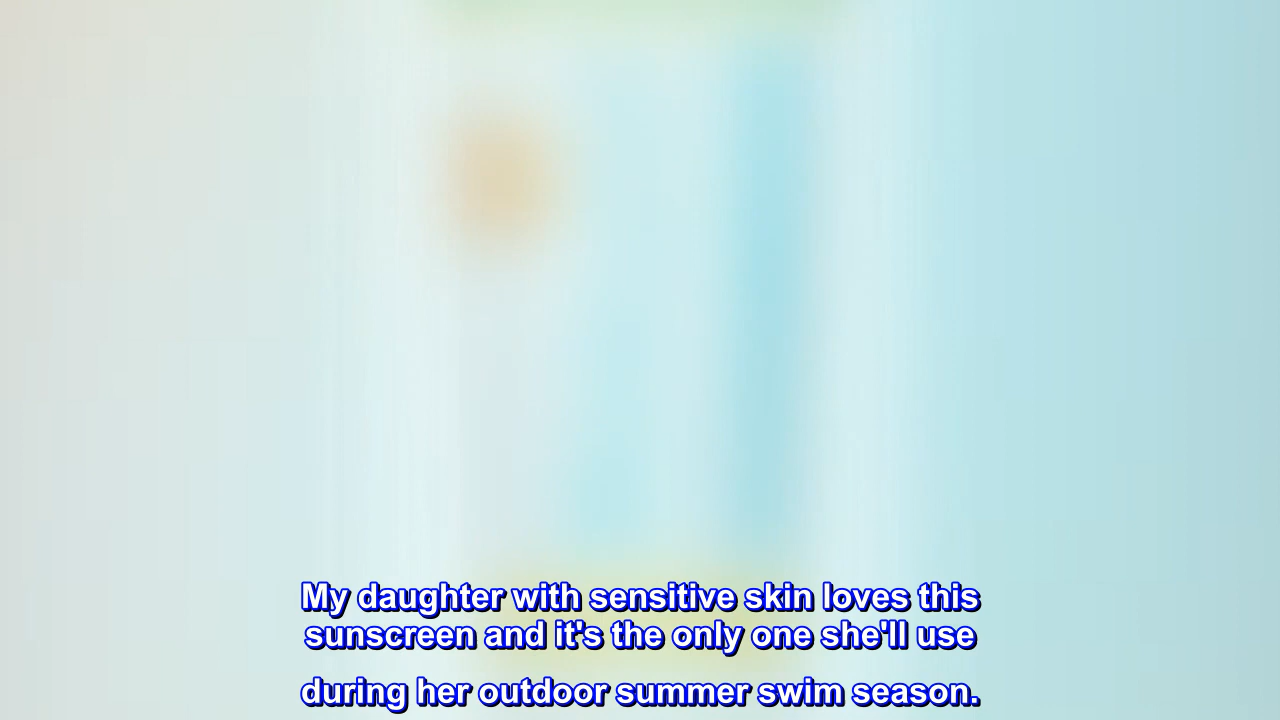 My daughter with sensitive skin loves this
sunscreen and it's the only one she'll use
during her outdoor summer swim season.